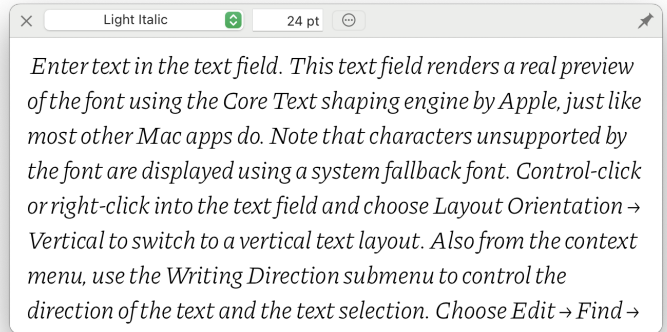 Light Italic 24 pt
Enter text in the text field. This text field renders a real preview
of the font using the Core Text shaping engine by Apple, just like
most other Mac apps do. Note that characters unsupported by
the font are displayed using a system fallback font. Control-click
or right-click into the text field and choose Layout Orientation →
Vertical to switch to a vertical text layout. Also from the context
menu, use the Writing Direction submenu to control the
direction of the text and the text selection. Choose Edit → Find →